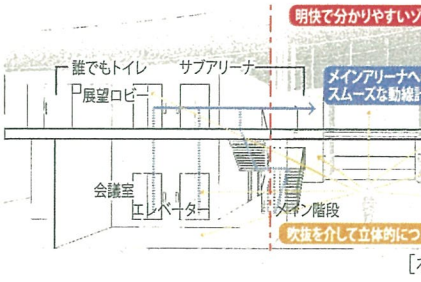 明快で分かりやすいゾ
誰でもトイレ
サブアリーナ
展望ロビー
メインアリーナへ
スムーズな動線計
会議室
エレベーター
メイン階段
吹抜を介して立体的につ